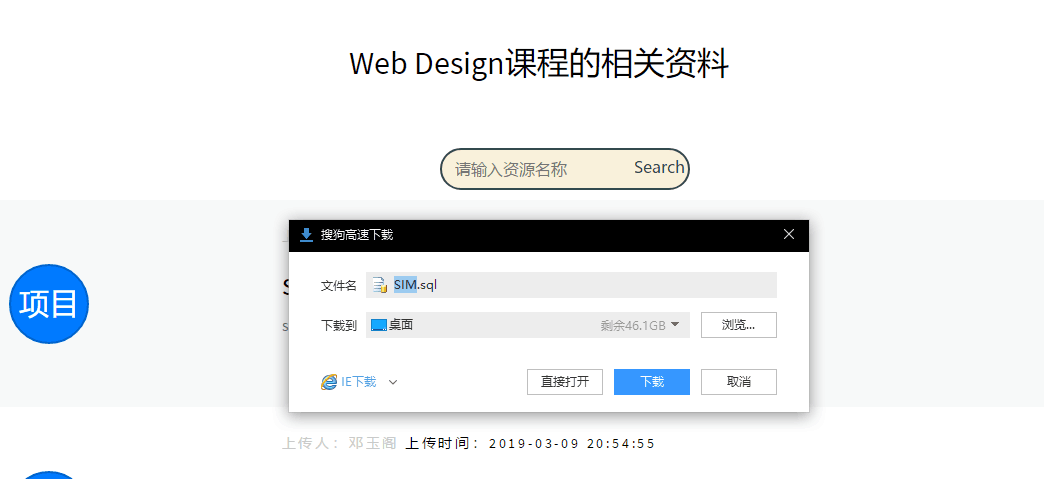 Web Design课程的相关资料
请输入资源名称 Search
搜狗高速下载
文件名 SIM.sql
项目
下载到 桌面 剩余46.1GB 浏览...
IE下载 直接打开 下载 取消
上传人：邓玉阁 上传时间：2019-03-09 20:54:55